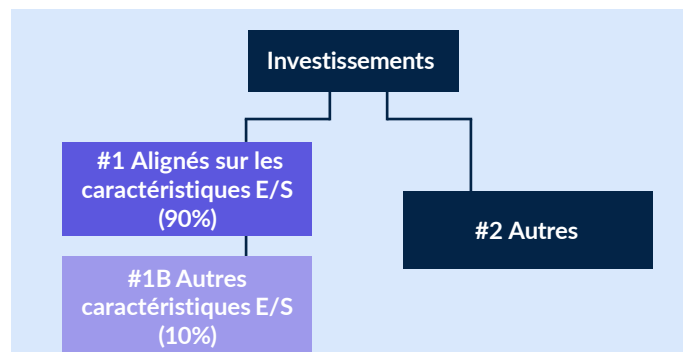 Investissements
#1 Alignés sur les
caractéristiques E/S
(90%)
#2 Autres
#1B Autres
caractéristiques E/S
(10%)